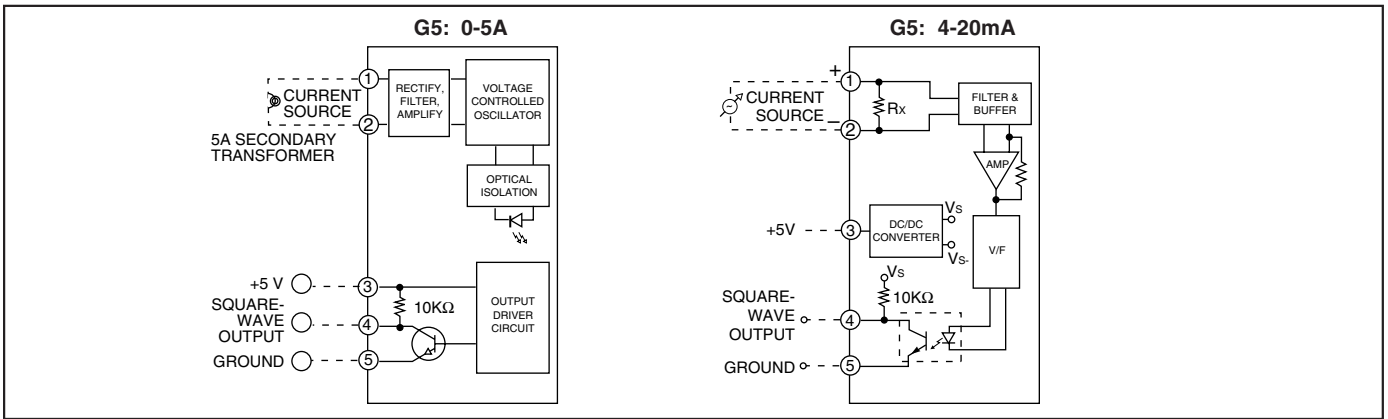 G5: 0-5A
1
CURRENT
SOURCE
2
5A SECONDARY
TRANSFORMER
RECTIFY,
FILTER,
AMPLIFY
VOLTAGE
CONTROLLED
OSCILLATOR
OPTICAL
ISOLATION
+5 V
3
10KΩ
SQUARE-
WAVE
OUTPUT
4
GROUND
5
OUTPUT
DRIVER
CIRCUIT
G5: 4-20mA
+
1
CURRENT
SOURCE
–
2
RX
FILTER &
BUFFER
AMP
+5V
3
DC/DC
CONVERTER
VS
VS-
V/F
VS
10KΩ
SQUARE-
WAVE
OUTPUT
4
GROUND
5